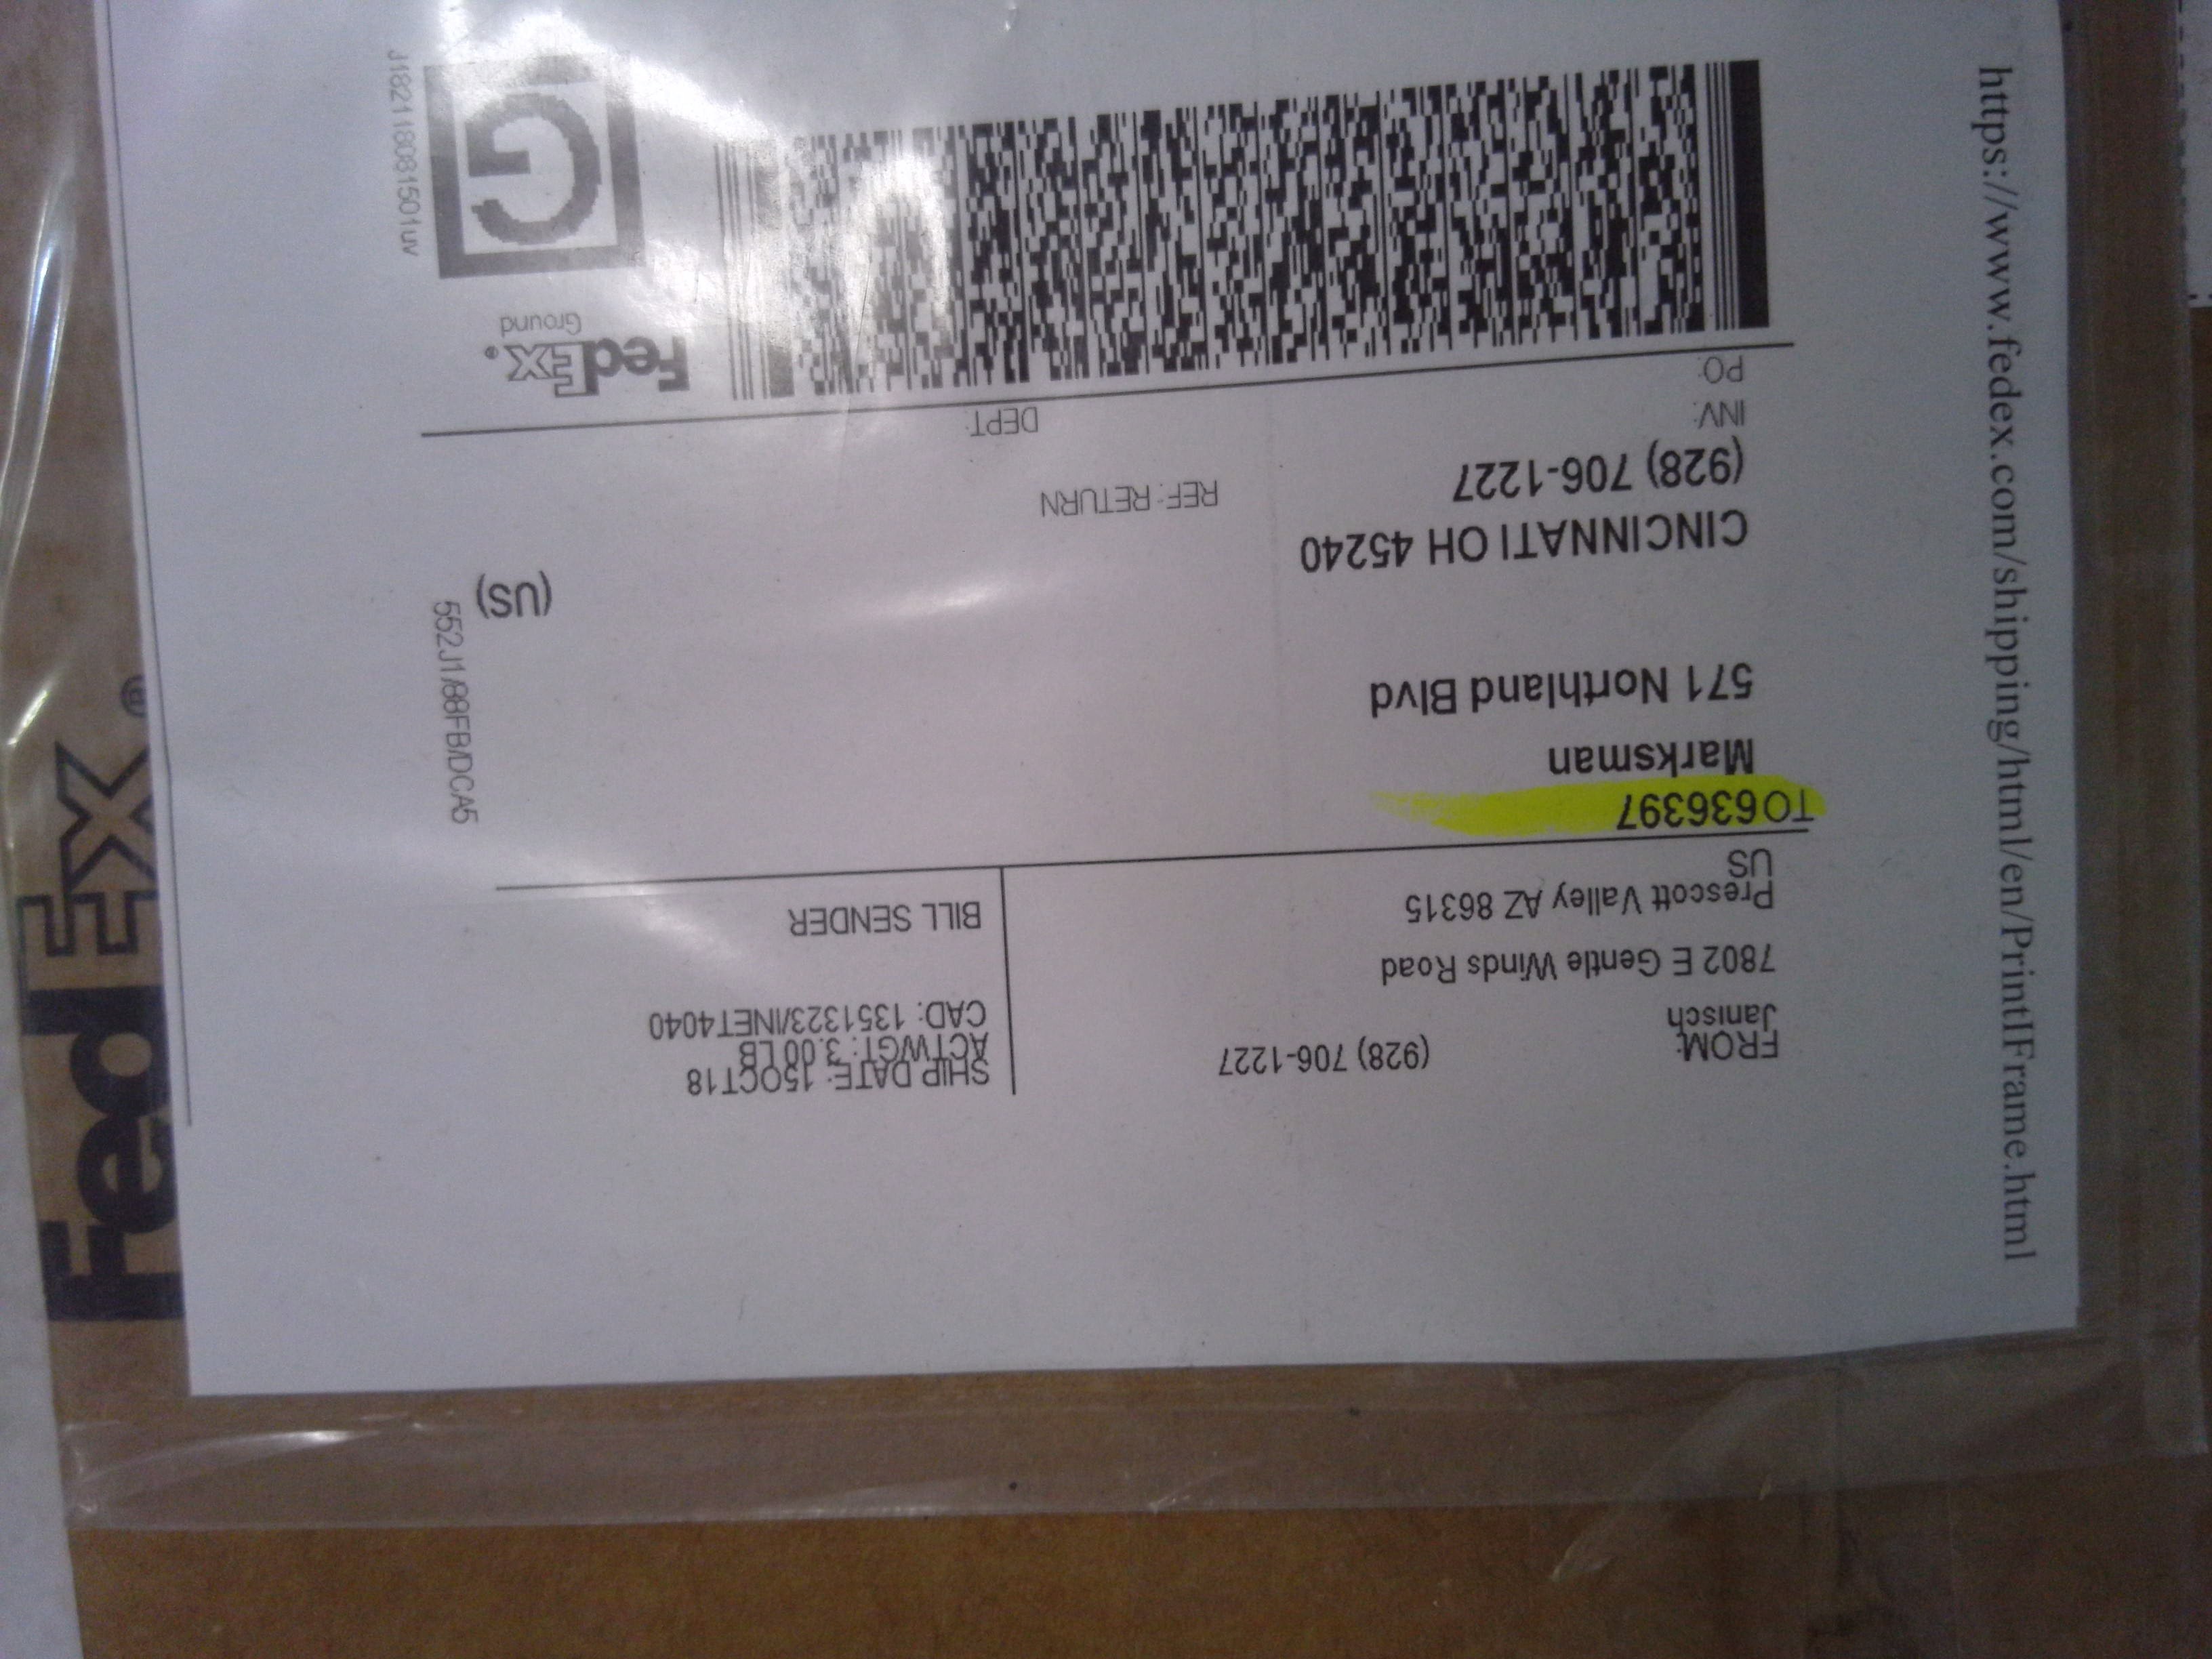 FROM: (928) 706-1227
Janisch
7802 E Gentle Winds Road
Prescott Valley AZ 86315
US
SHIP DATE: 15OCT18
ACTWGT: 3.00 LB
CAD: 1351323/INET4040
BILL SENDER
TO 636397
Marksman
571 Northland Blvd
CINCINNATI OH 45240
(US)
(928) 706-1227
REF: RETURN
INV:
PO:
DEPT:
552J1/88FB/DCA5
FedEx®
Ground
G
J182118081501uv
https://www.fedex.com/shipping/html/en/PrintIFrame.html
FedEx®